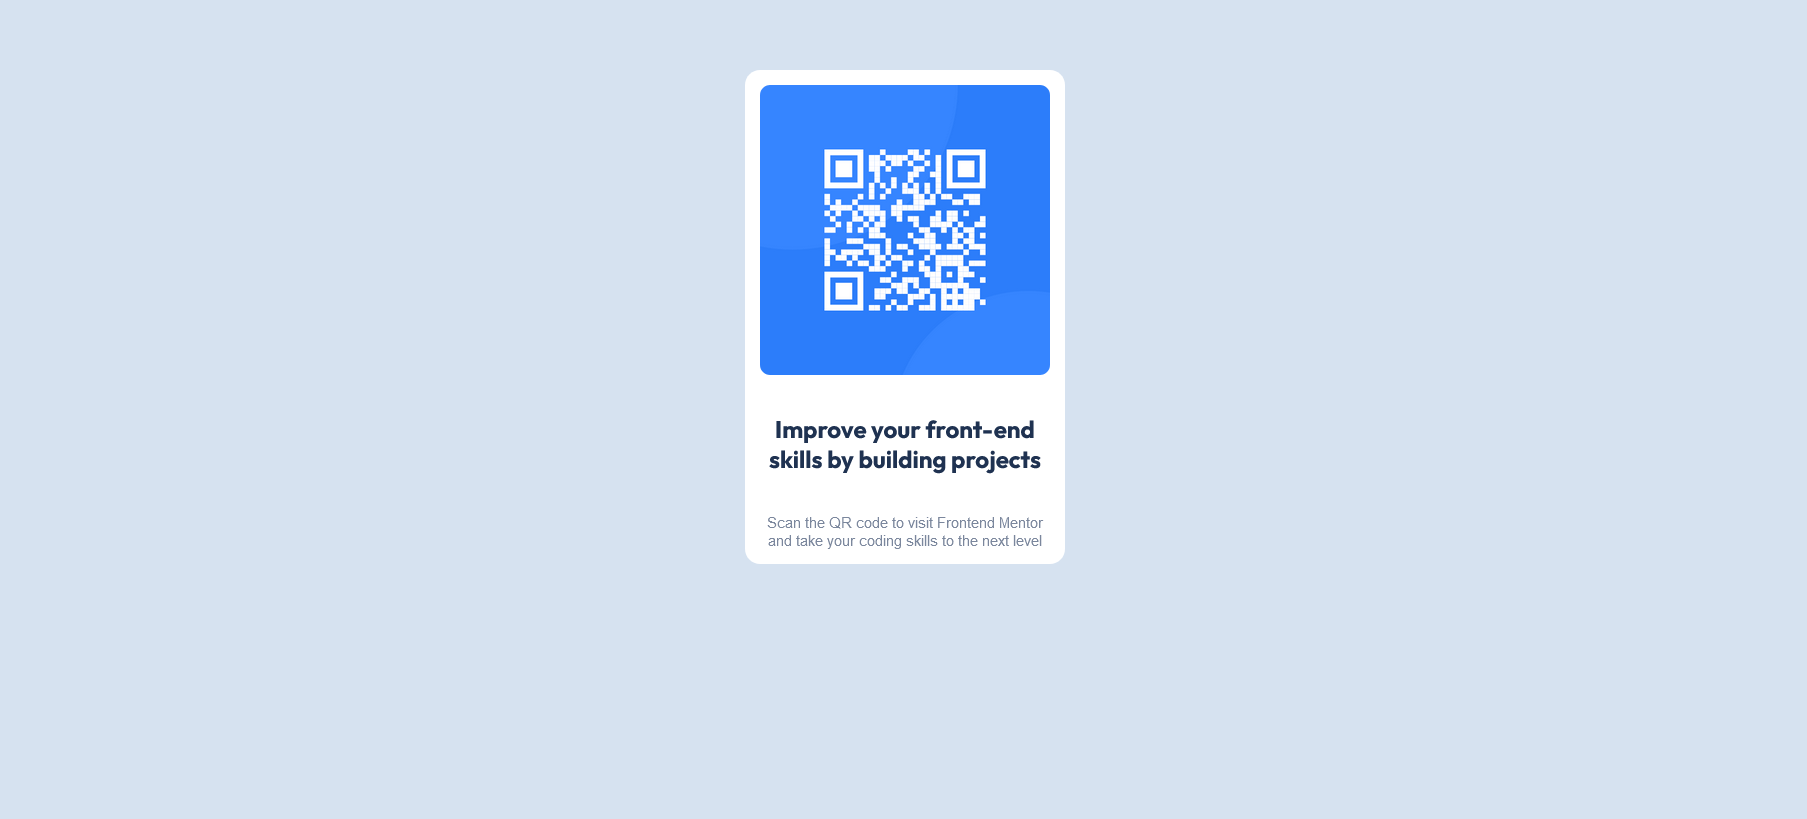 Improve your front-end
skills by building projects
Scan the QR code to visit Frontend Mentor
and take your coding skills to the next level